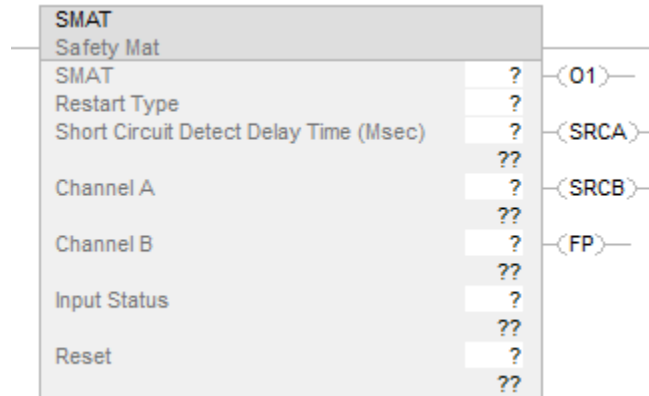 SMAT
Safety Mat
SMAT ? O1
Restart Type ?
Short Circuit Detect Delay Time (Msec) ? SRCA
??
Channel A ? SRCB
??
Channel B ? FP
??
Input Status ?
??
Reset ?
??